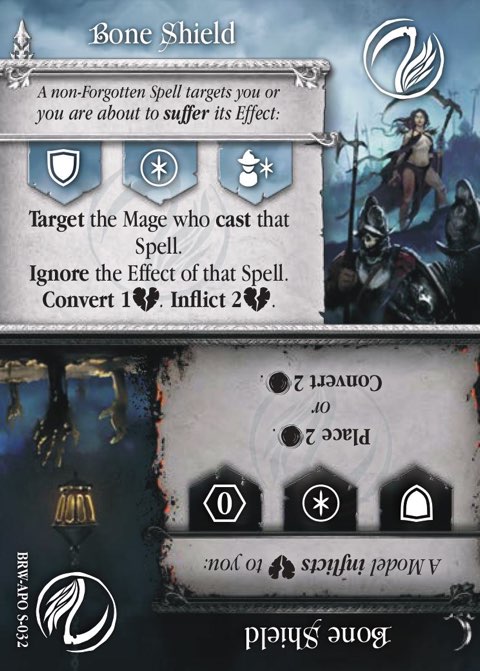 Bone Shield
A non-Forgotten Spell targets you or
you are about to suffer its Effect:
Target the Mage who cast that
Spell.
Ignore the Effect of that Spell.
Convert 1. Inflict 2.
Bone Shield
A Model inflicts to you:
0
Place 2.
or
Convert 2.
BRW-APO S-032